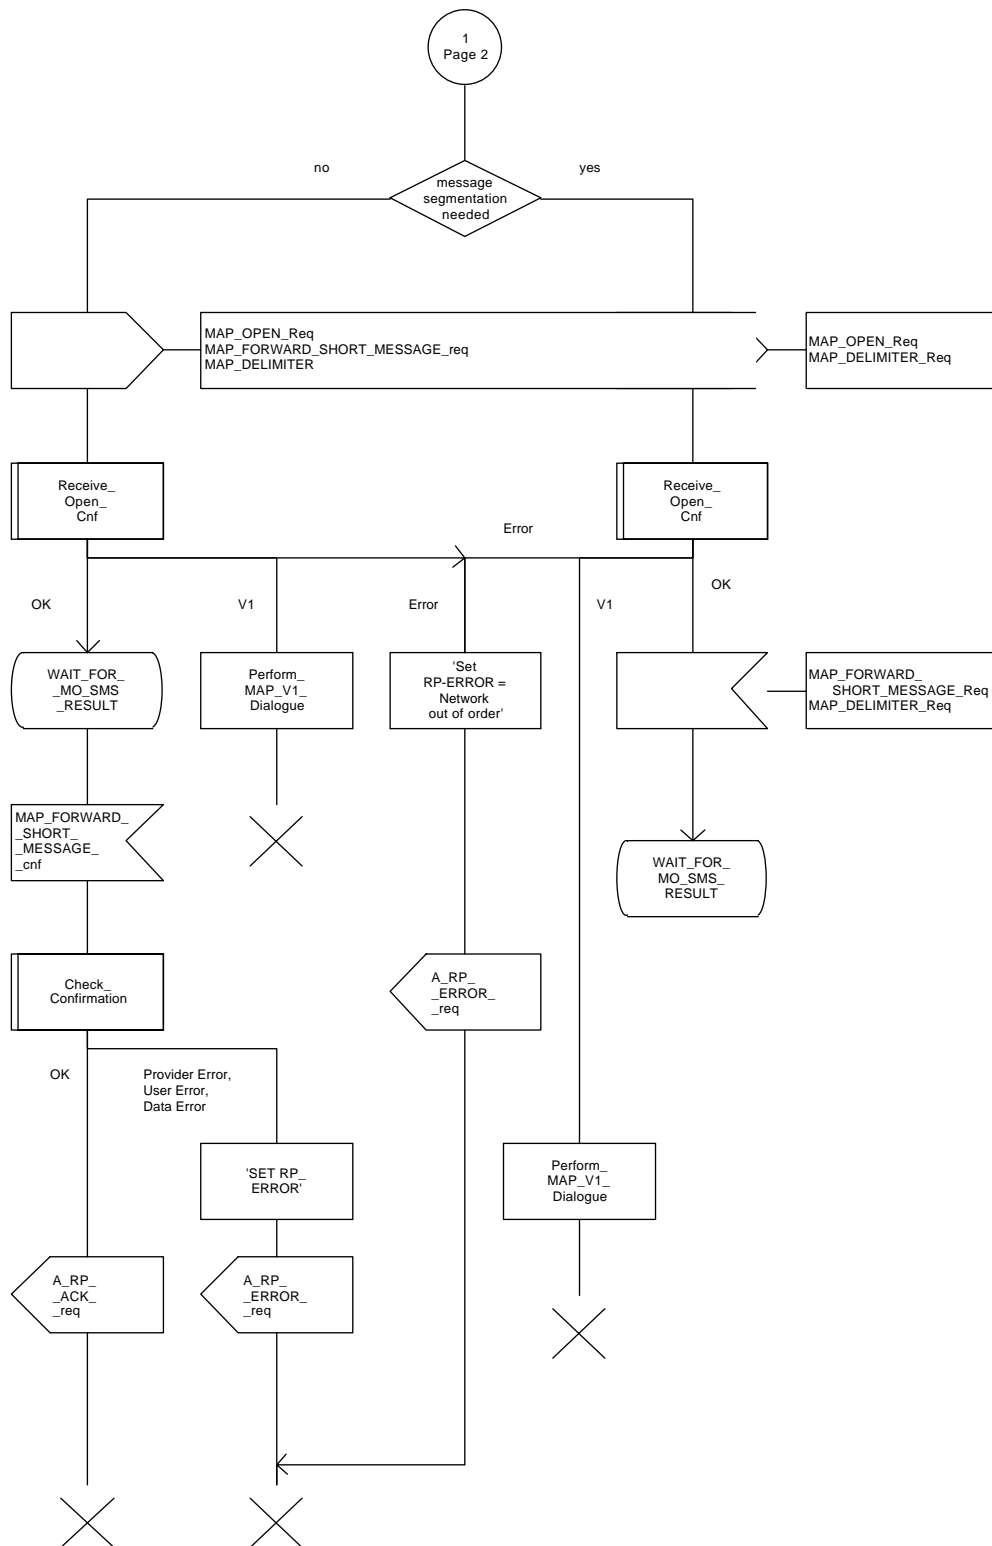 1
Page 2
no
yes
message
segmentation
needed
MAP_OPEN_Req
MAP_FORWARD_SHORT_MESSAGE_req
MAP_DELIMITER
MAP_OPEN_Req
MAP_DELIMITER_Req
Receive_
Open_
Cnf
Receive_
Open_
Cnf
Error
OK
V1
Error
V1
OK
WAIT_FOR_
_MO_SMS
_RESULT
Perform_
MAP_V1_
Dialogue
'Set
RP-ERROR =
Network
out of order'
MAP_FORWARD_
SHORT_MESSAGE_Req
MAP_DELIMITER_Req
MAP_FORWARD_
_SHORT_
_MESSAGE_
_cnf
WAIT_FOR_
MO_SMS_
RESULT
Check_
Confirmation
A_RP_
_ERROR_
_req
OK
Provider Error,
User Error,
Data Error
'SET RP_
ERROR'
Perform_
MAP_V1_
Dialogue
A_RP_
_ACK_
_req
A_RP_
_ERROR_
_req